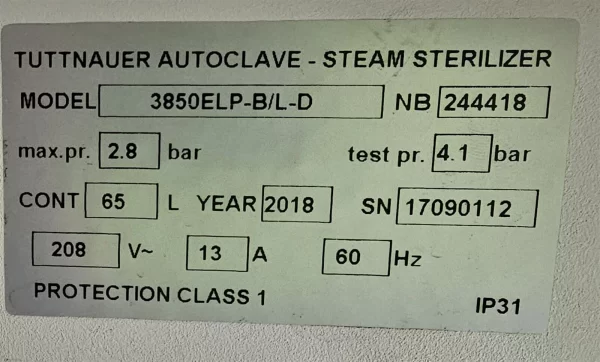 TUTTNAUER AUTOCLAVE - STEAM STERILIZER
MODEL 3850ELP-B/L-D NB 244418
max.pr. 2.8 bar test pr. 4.1 bar
CONT 65 L YEAR 2018 SN 17090112
208 V~ 13 A 60 Hz
PROTECTION CLASS 1 IP31